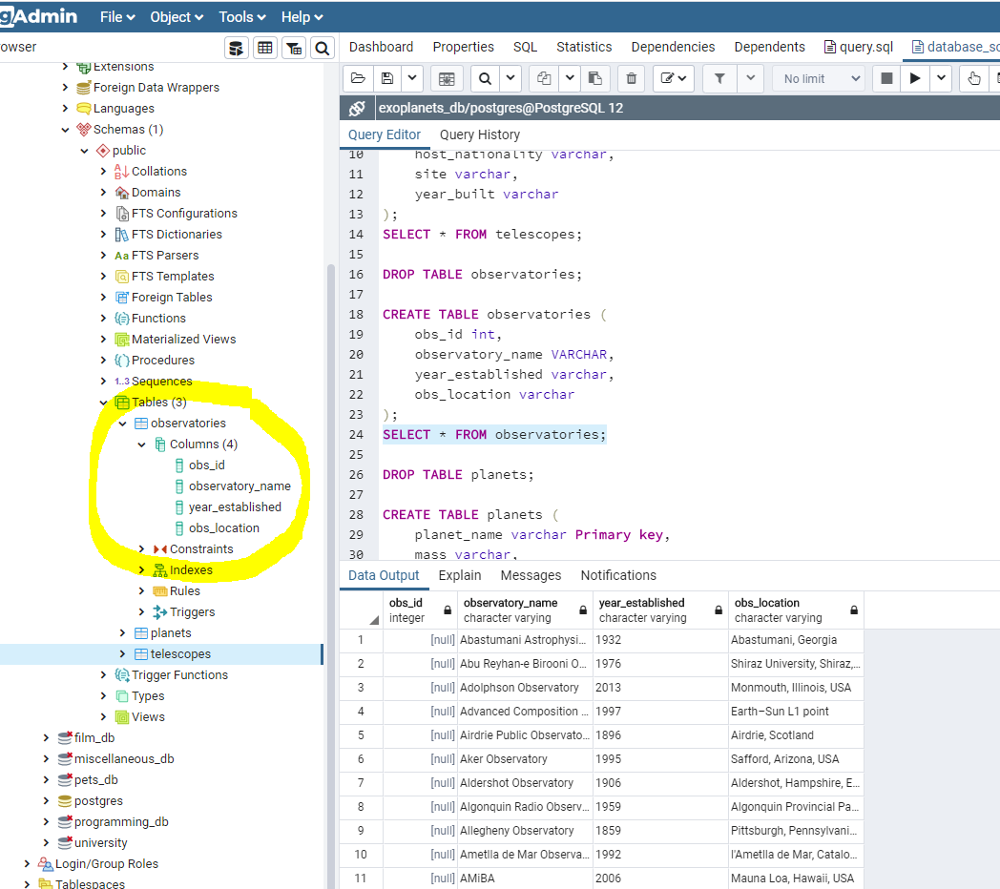 gAdmin File Object Tools Help
rowser
Dashboard Properties SQL Statistics Dependencies Dependents query.sql database_sc
No limit
exoplanets_db/postgres@PostgreSQL 12
Query Editor Query History
Extensions
Foreign Data Wrappers
Languages
Schemas (1)
public
Collations
Domains
FTS Configurations
FTS Dictionaries
Aa FTS Parsers
FTS Templates
Foreign Tables
Functions
Materialized Views
Procedures
1..3 Sequences
Tables (3)
observatories
Columns (4)
obs_id
observatory_name
year_established
obs_location
Constraints
Indexes
Rules
Triggers
planets
telescopes
Trigger Functions
Types
Views
film_db
miscellaneous_db
pets_db
postgres
programming_db
university
Login/Group Roles
Tablespaces
10 host_nationality varchar,
11 site varchar,
12 year_built varchar
13 );
14 SELECT * FROM telescopes;
15
16 DROP TABLE observatories;
17
18 CREATE TABLE observatories (
19 obs_id int,
20 observatory_name VARCHAR,
21 year_established varchar,
22 obs_location varchar
23 );
24 SELECT * FROM observatories;
25
26 DROP TABLE planets;
27
28 CREATE TABLE planets (
29 planet_name varchar Primary key,
30 mass varchar,
Data Output Explain Messages Notifications
obs_id observatory_name year_established obs_location
integer character varying character varying character varying
1 [null] Abastumani Astrophysi... 1932 Abastumani, Georgia
2 [null] Abu Reyhan-e Birooni O... 1976 Shiraz University, Shiraz,...
3 [null] Adolphson Observatory 2013 Monmouth, Illinois, USA
4 [null] Advanced Composition ... 1997 Earth–Sun L1 point
5 [null] Airdrie Public Observato... 1896 Airdrie, Scotland
6 [null] Aker Observatory 1995 Safford, Arizona, USA
7 [null] Aldershot Observatory 1906 Aldershot, Hampshire, E...
8 [null] Algonquin Radio Observ... 1959 Algonquin Provincial Pa...
9 [null] Allegheny Observatory 1859 Pittsburgh, Pennsylvani...
10 [null] Ametlla de Mar Observa... 1992 l'Ametlla de Mar, Catalo...
11 [null] AMiBA 2006 Mauna Loa, Hawaii, USA